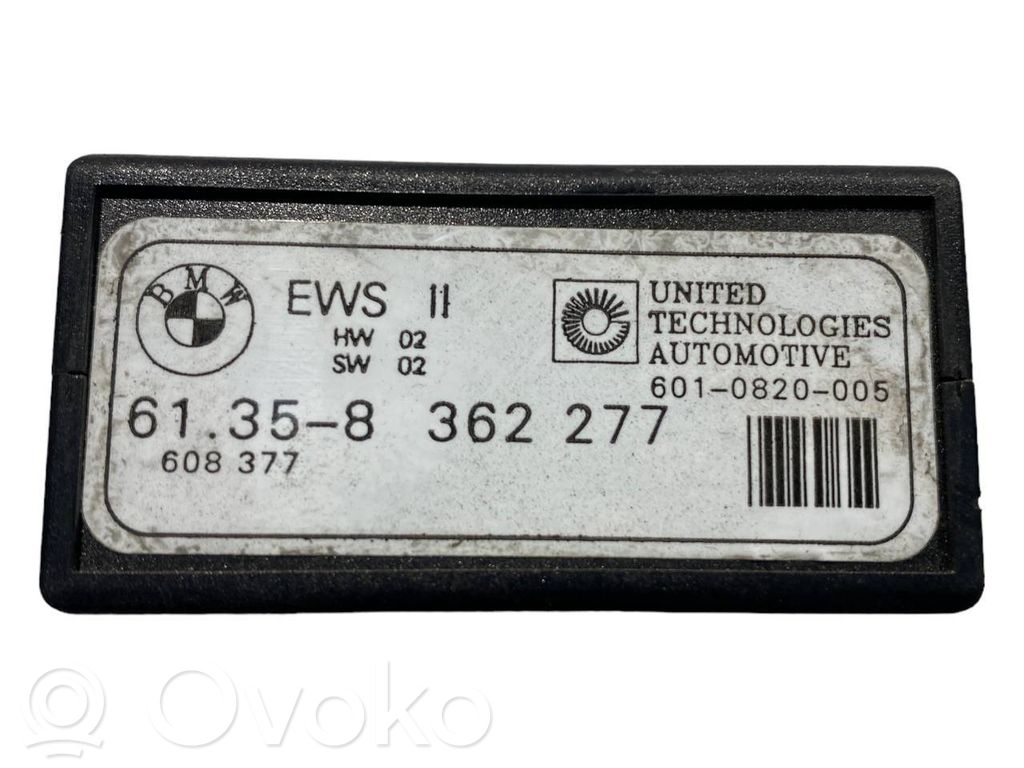 BMW
EWS II
HW 02
SW 02
UNITED
TECHNOLOGIES
AUTOMOTIVE
601-0820-005
61.35-8 362 277
608 377
Ovoko